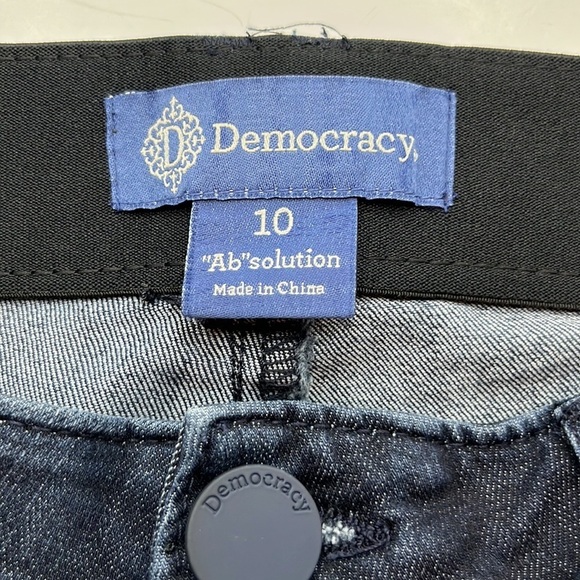 D Democracy
10
"Ab"solution
Made in China
Democracy